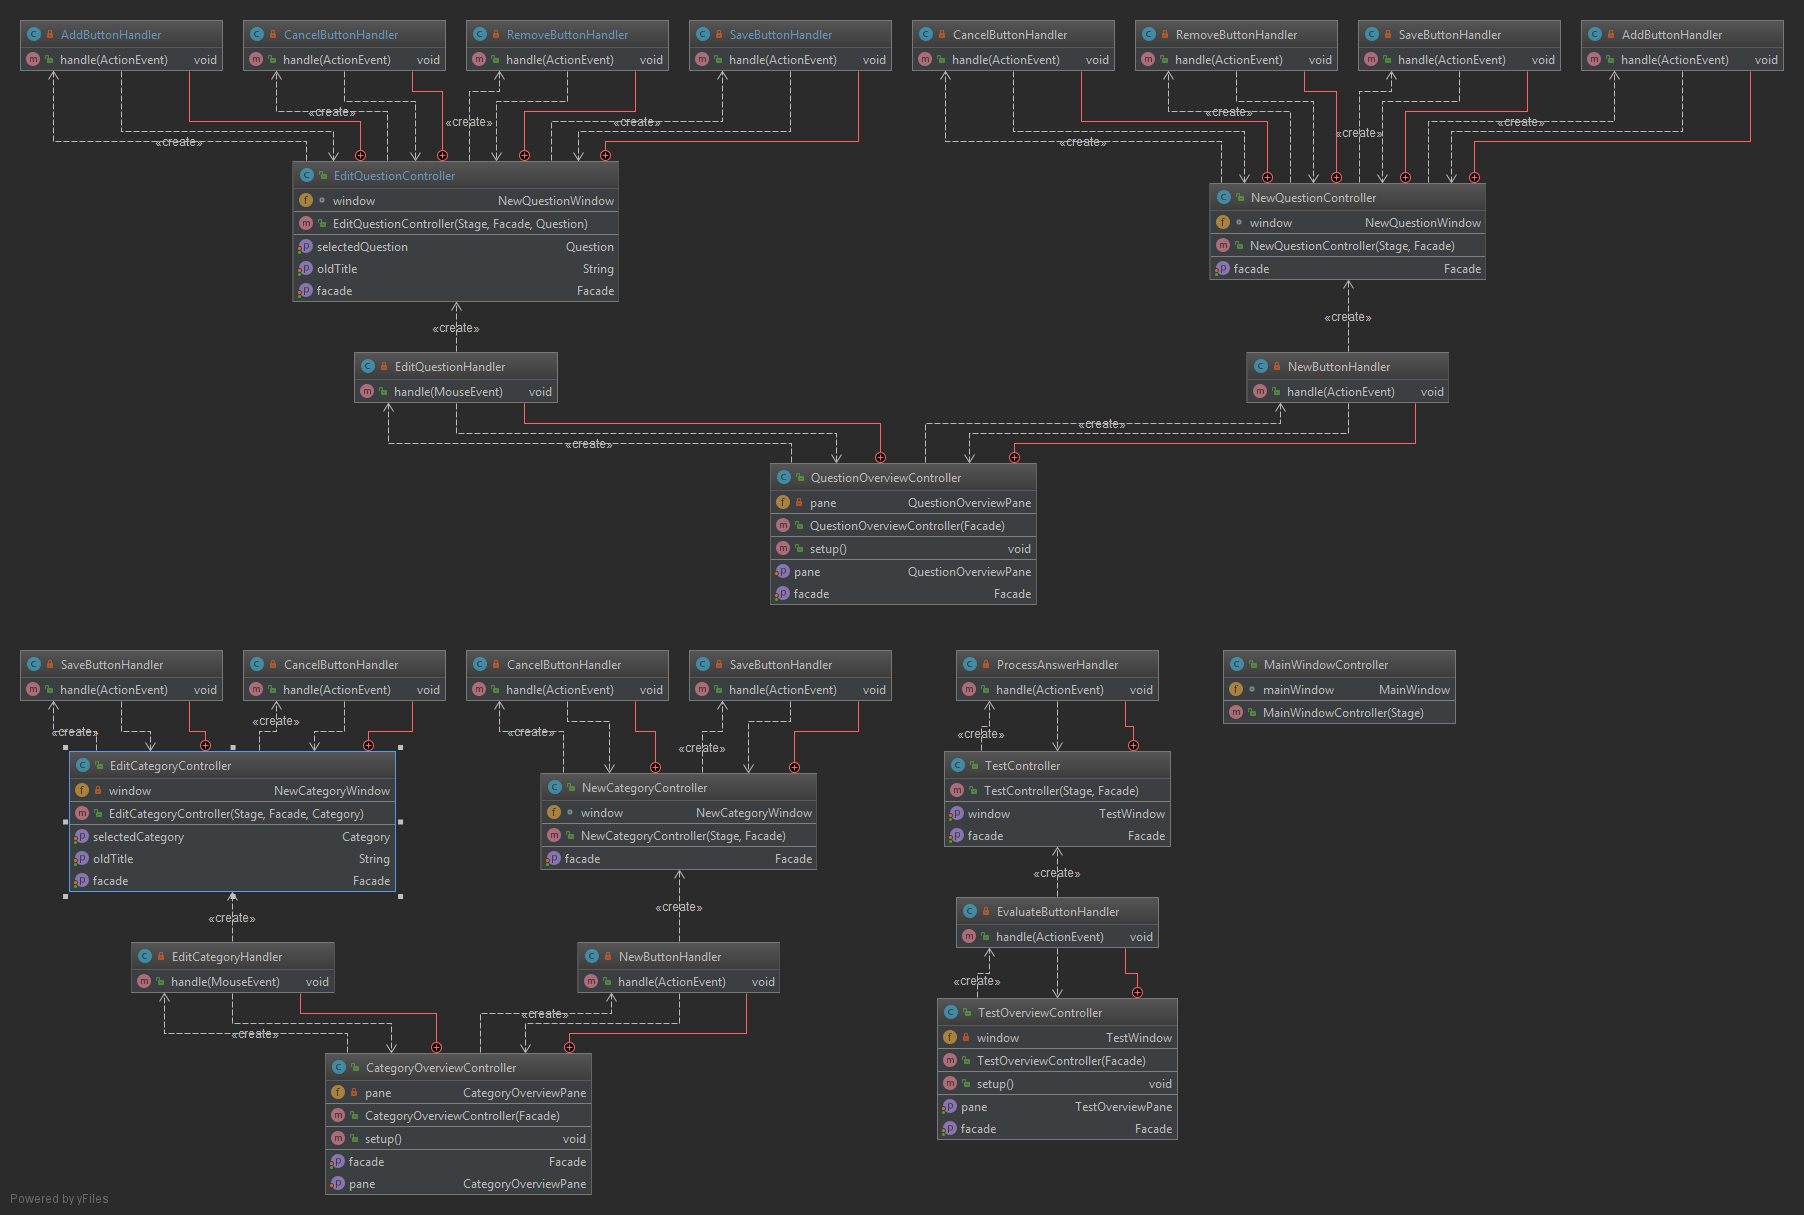 AddButtonHandler
handle(ActionEvent) void
CancelButtonHandler
handle(ActionEvent) void
RemoveButtonHandler
handle(ActionEvent) void
SaveButtonHandler
handle(ActionEvent) void
CancelButtonHandler
handle(ActionEvent) void
RemoveButtonHandler
handle(ActionEvent) void
SaveButtonHandler
handle(ActionEvent) void
AddButtonHandler
handle(ActionEvent) void
«create»
«create»
«create»
«create»
«create»
«create»
«create»
«create»
EditQuestionController
window NewQuestionWindow
EditQuestionController(Stage, Facade, Question)
selectedQuestion Question
oldTitle String
facade Facade
NewQuestionController
window NewQuestionWindow
NewQuestionController(Stage, Facade)
facade Facade
«create»
«create»
EditQuestionHandler
handle(MouseEvent) void
NewButtonHandler
handle(ActionEvent) void
«create»
«create»
QuestionOverviewController
pane QuestionOverviewPane
QuestionOverviewController(Facade)
setup() void
pane QuestionOverviewPane
facade Facade
SaveButtonHandler
handle(ActionEvent) void
CancelButtonHandler
handle(ActionEvent) void
CancelButtonHandler
handle(ActionEvent) void
SaveButtonHandler
handle(ActionEvent) void
ProcessAnswerHandler
handle(ActionEvent) void
MainWindowController
mainWindow MainWindow
MainWindowController(Stage)
«create»
«create»
«create»
«create»
«create»
EditCategoryController
window NewCategoryWindow
EditCategoryController(Stage, Facade, Category)
selectedCategory Category
oldTitle String
facade Facade
NewCategoryController
window NewCategoryWindow
NewCategoryController(Stage, Facade)
facade Facade
TestController
TestController(Stage, Facade)
window TestWindow
facade Facade
«create»
«create»
«create»
EditCategoryHandler
handle(MouseEvent) void
NewButtonHandler
handle(ActionEvent) void
EvaluateButtonHandler
handle(ActionEvent) void
«create»
«create»
«create»
CategoryOverviewController
pane CategoryOverviewPane
CategoryOverviewController(Facade)
setup() void
facade Facade
pane CategoryOverviewPane
TestOverviewController
window TestWindow
TestOverviewController(Facade)
setup() void
pane TestOverviewPane
facade Facade
Powered by yFiles